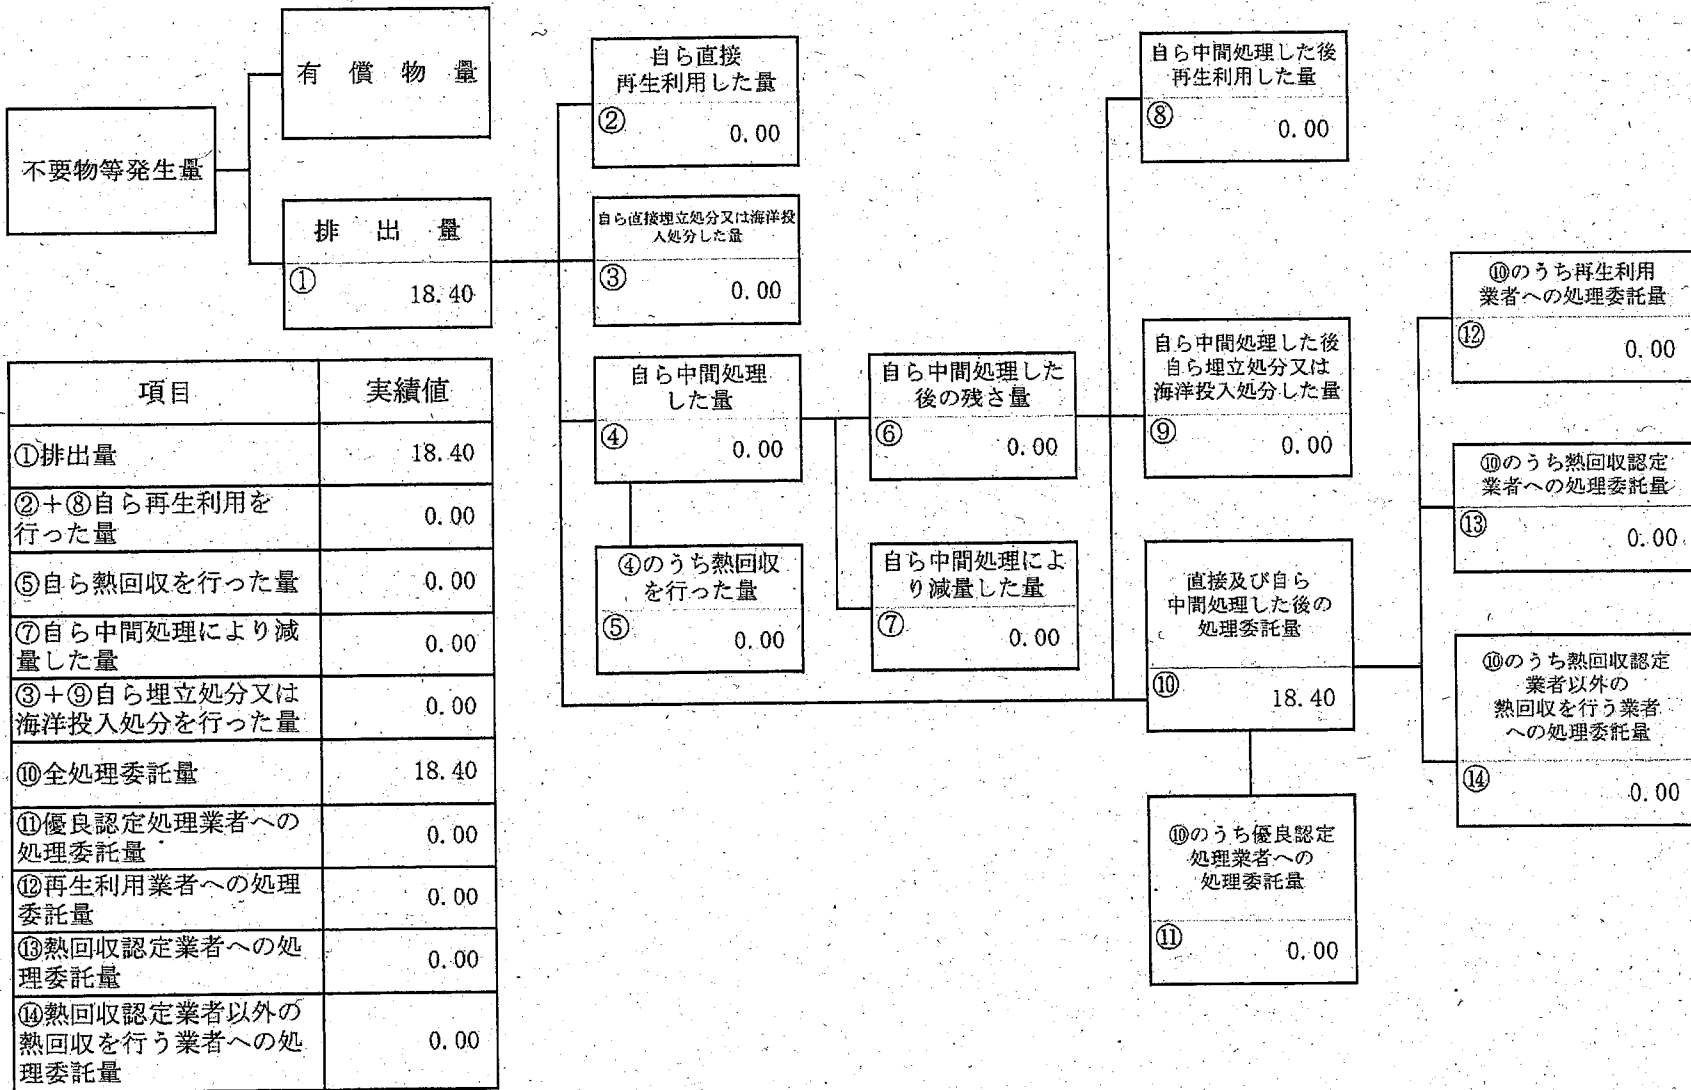 不要物等発生量
有償物量
排出量
①
18.40
自ら直接
再生利用した量
②
0.00
自ら直接埋立処分又は海洋投
入処分した量
③
0.00
自ら中間処理
した量
④
0.00
④のうち熱回収
を行った量
⑤
0.00
自ら中間処理した
後の残さ量
⑥
0.00
自ら中間処理によ
り減量した量
⑦
0.00
自ら中間処理した後
再生利用した量
⑧
0.00
自ら中間処理した後
自ら埋立処分又は
海洋投入処分した量
⑨
0.00
直接及び自ら
中間処理した後の
処理委託量
⑩
18.40
⑩のうち優良認定
処理業者への
処理委託量
⑪
0.00
⑩のうち再生利用
業者への処理委託量
⑫
0.00
⑩のうち熱回収認定
業者への処理委託量
⑬
0.00
⑩のうち熱回収認定
業者以外の
熱回収を行う業者
への処理委託量
⑭
0.00
項目 実績値
①排出量 18.40
②+⑧自ら再生利用を
行った量 0.00
⑤自ら熱回収を行った量 0.00
⑦自ら中間処理により減
量した量 0.00
③+⑨自ら埋立処分又は
海洋投入処分を行った量 0.00
⑩全処理委託量 18.40
⑪優良認定処理業者への
処理委託量 0.00
⑫再生利用業者への処理
委託量 0.00
⑬熱回収認定業者への処
理委託量 0.00
⑭熱回収認定業者以外の
熱回収を行う業者への処
理委託量 0.00